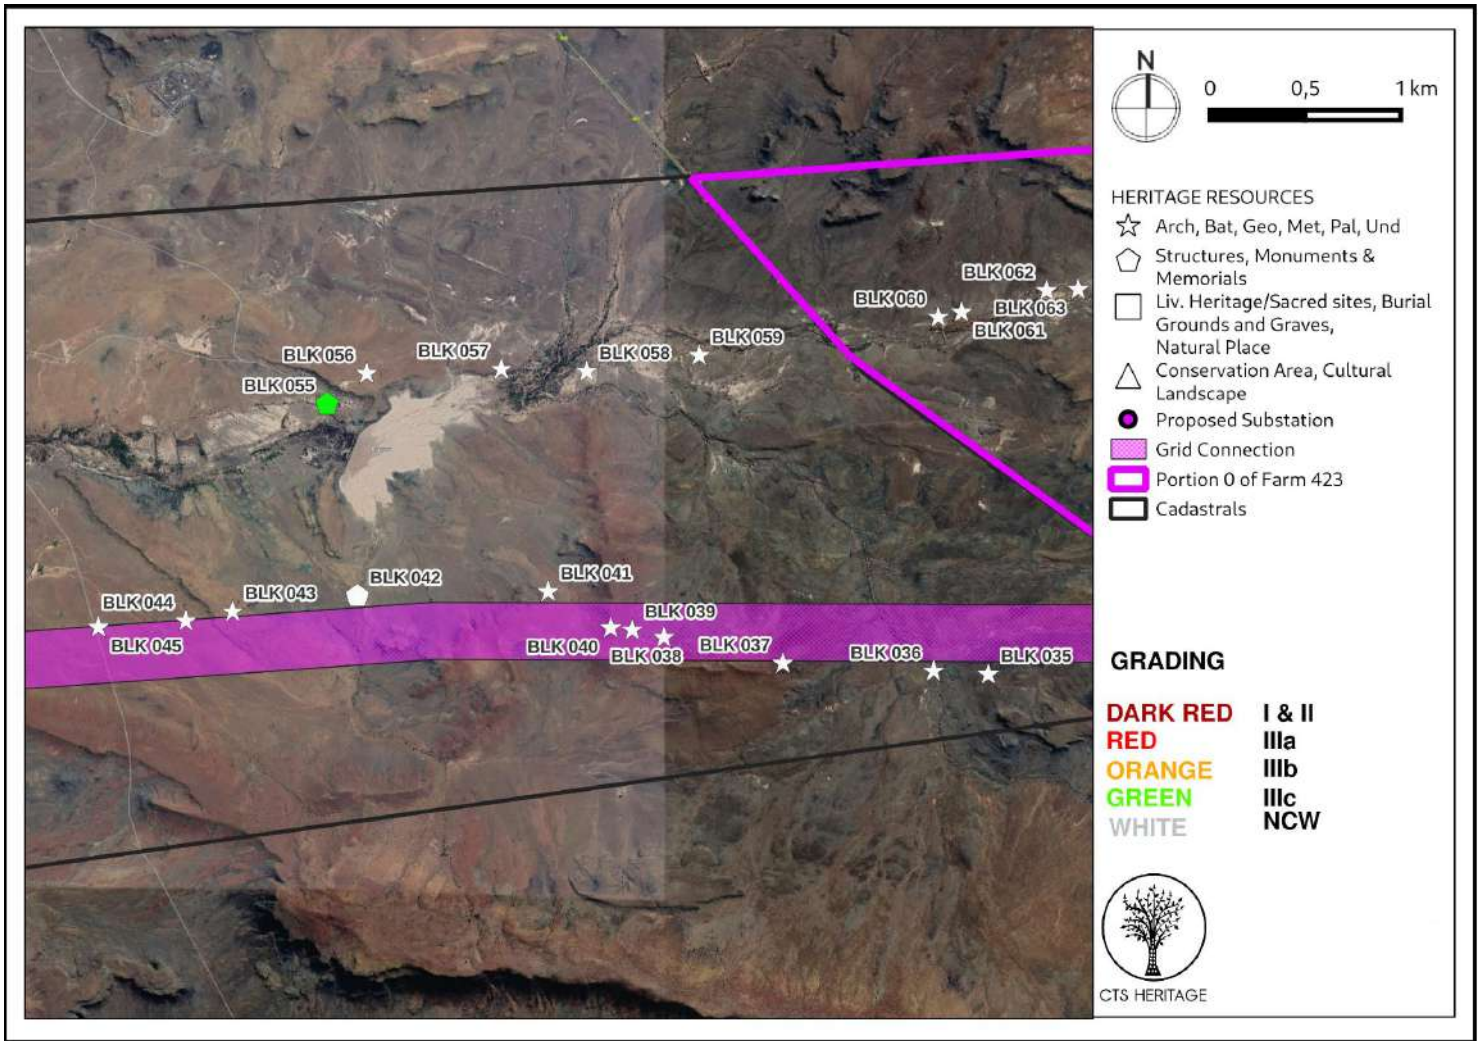 N
0 0,5 1 km
HERITAGE RESOURCES
Arch, Bat, Geo, Met, Pal, Und
Structures, Monuments &
Memorials
Liv. Heritage/Sacred sites, Burial
Grounds and Graves,
Natural Place
Conservation Area, Cultural
Landscape
Proposed Substation
Grid Connection
Portion 0 of Farm 423
Cadastrals
BLK 062
BLK 060
BLK 063
BLK 061
BLK 059
BLK 056
BLK 057
BLK 058
BLK 055
BLK 041
BLK 042
BLK 043
BLK 044
BLK 039
BLK 045
BLK 040
BLK 038
BLK 037
BLK 036
BLK 035
GRADING
DARK RED I & II
RED IIIa
ORANGE IIIb
GREEN IIIc
WHITE NCW
CTS HERITAGE